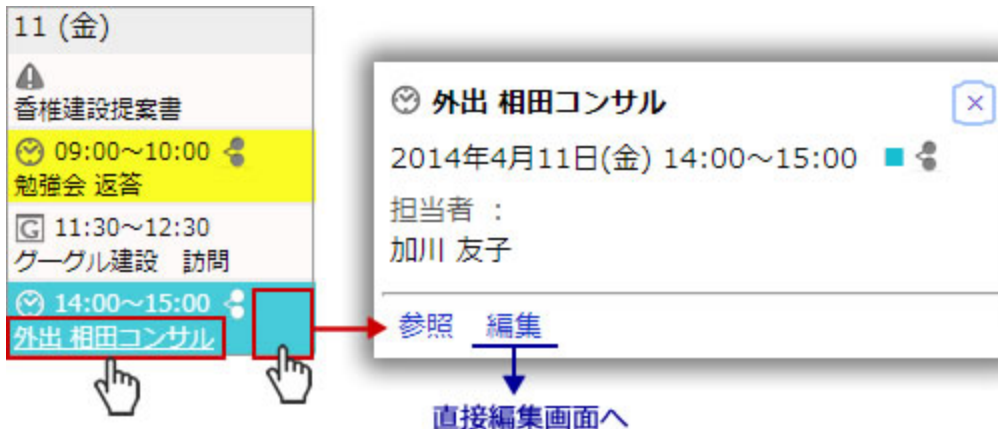 11 (金)
香椎建設提案書
09:00～10:00
勉強会 返答
G 11:30～12:30
グーグル建設　訪問
14:00～15:00
外出 相田コンサル
外出 相田コンサル
2014年4月11日(金) 14:00～15:00
担当者 :
加川 友子
参照 編集
直接編集画面へ